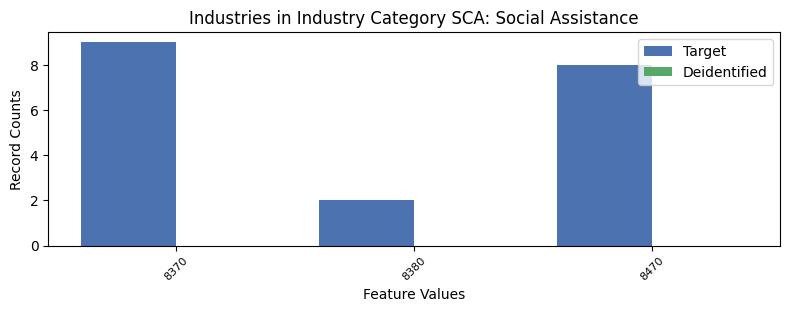 Industries in Industry Category SCA: Social Assistance
Target
Deidentified
Record Counts
8
6
4
2
0
8370
8380
8470
Feature Values